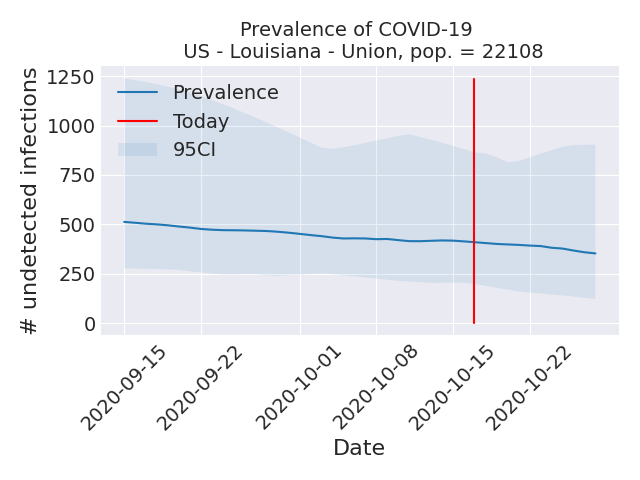 Prevalence of COVID-19
US - Louisiana - Union, pop. = 22108
# undetected infections
1250
1000
750
500
250
0
Prevalence
Today
95CI
2020-09-15
2020-09-22
2020-10-01
2020-10-08
2020-10-15
2020-10-22
Date